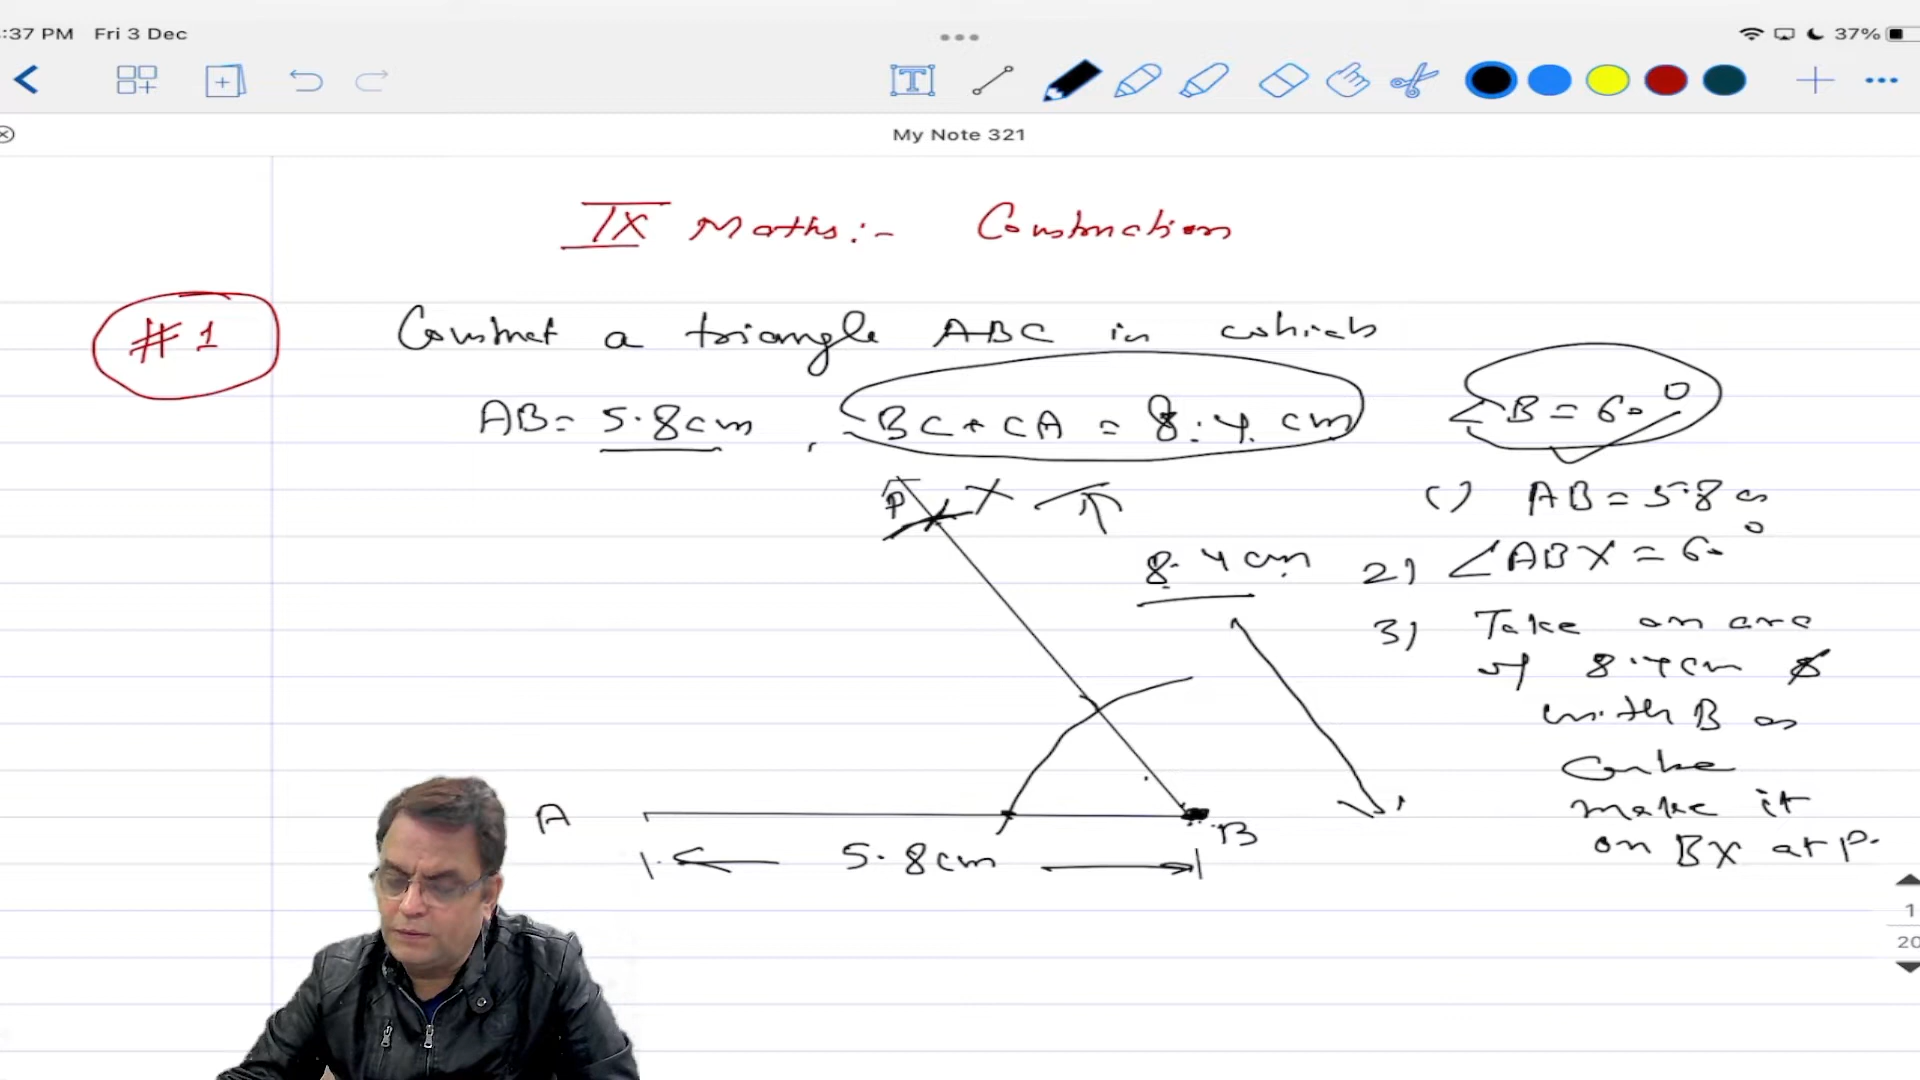 :37 PM Fri 3 Dec
37%
My Note 321
IX Maths:- Construction
#1
Construct a triangle ABC in which
AB = 5.8cm , BC + CA = 8.4 cm ∠B = 60°
P X
1) AB = 5.8 cm
8.4 cm
2) ∠ABX = 60°
3) Take an arc
of 8.4cm
with B as
Centre
make it
on BX at P.
A B
5.8cm
1
20